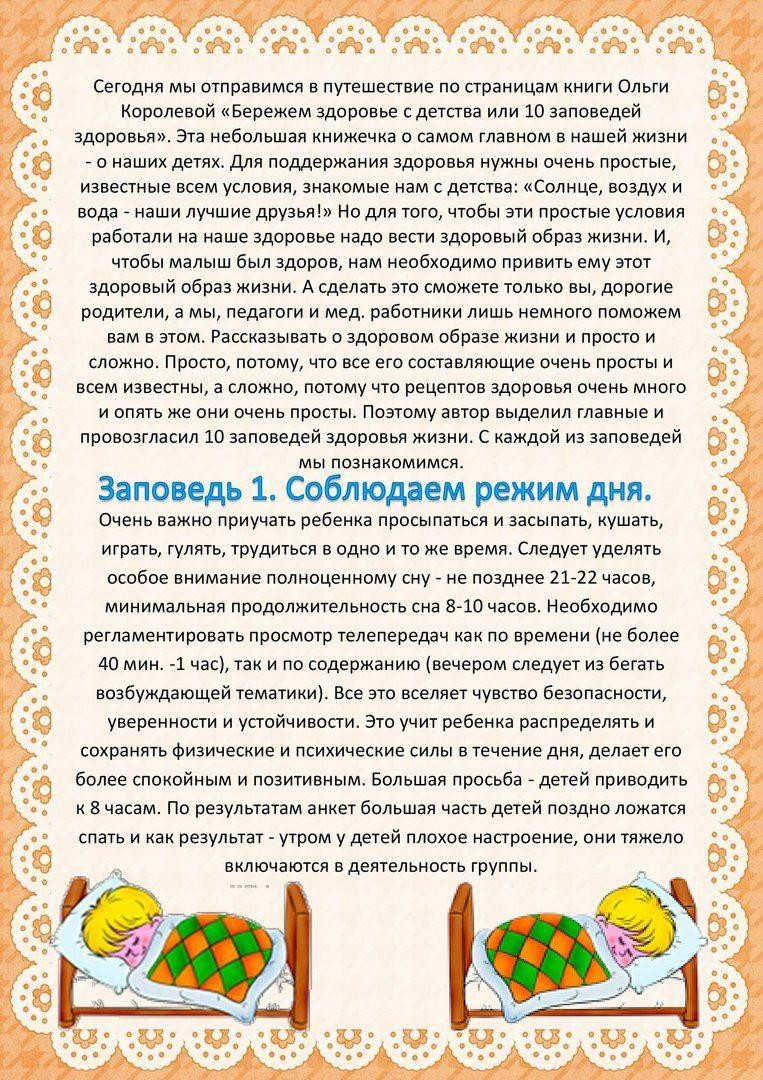 Сегодня мы отправимся в путешествие по страницам книги Ольги
Королевой «Бережем здоровье с детства или 10 заповедей
здоровья». Эта небольшая книжечка о самом главном в нашей жизни
- о наших детях. Для поддержания здоровья нужны очень простые,
известные всем условия, знакомые нам с детства: «Солнце, воздух и
вода - наши лучшие друзья!» Но для того, чтобы эти простые условия
работали на наше здоровье надо вести здоровый образ жизни. И,
чтобы малыш был здоров, нам необходимо привить ему этот
здоровый образ жизни. А сделать это сможете только вы, дорогие
родители, а мы, педагоги и мед. работники лишь немного поможем
вам в этом. Рассказывать о здоровом образе жизни и просто и
сложно. Просто, потому, что все его составляющие очень просты и
всем известны, а сложно, потому что рецептов здоровья очень много
и опять же они очень просты. Поэтому автор выделил главные и
провозгласил 10 заповедей здоровья жизни. С каждой из заповедей
мы познакомимся.
Заповедь 1. Соблюдаем режим дня.
Очень важно приучать ребенка просыпаться и засыпать, кушать,
играть, гулять, трудиться в одно и то же время. Следует уделять
особое внимание полноценному сну - не позднее 21-22 часов,
минимальная продолжительность сна 8-10 часов. Необходимо
регламентировать просмотр телепередач как по времени (не более
40 мин. -1 час), так и по содержанию (вечером следует из бегать
возбуждающей тематики). Все это вселяет чувство безопасности,
уверенности и устойчивости. Это учит ребенка распределять и
сохранять физические и психические силы в течение дня, делает его
более спокойным и позитивным. Большая просьба - детей приводить
к 8 часам. По результатам анкет большая часть детей поздно ложатся
спать и как результат - утром у детей плохое настроение, они тяжело
включаются в деятельность группы.